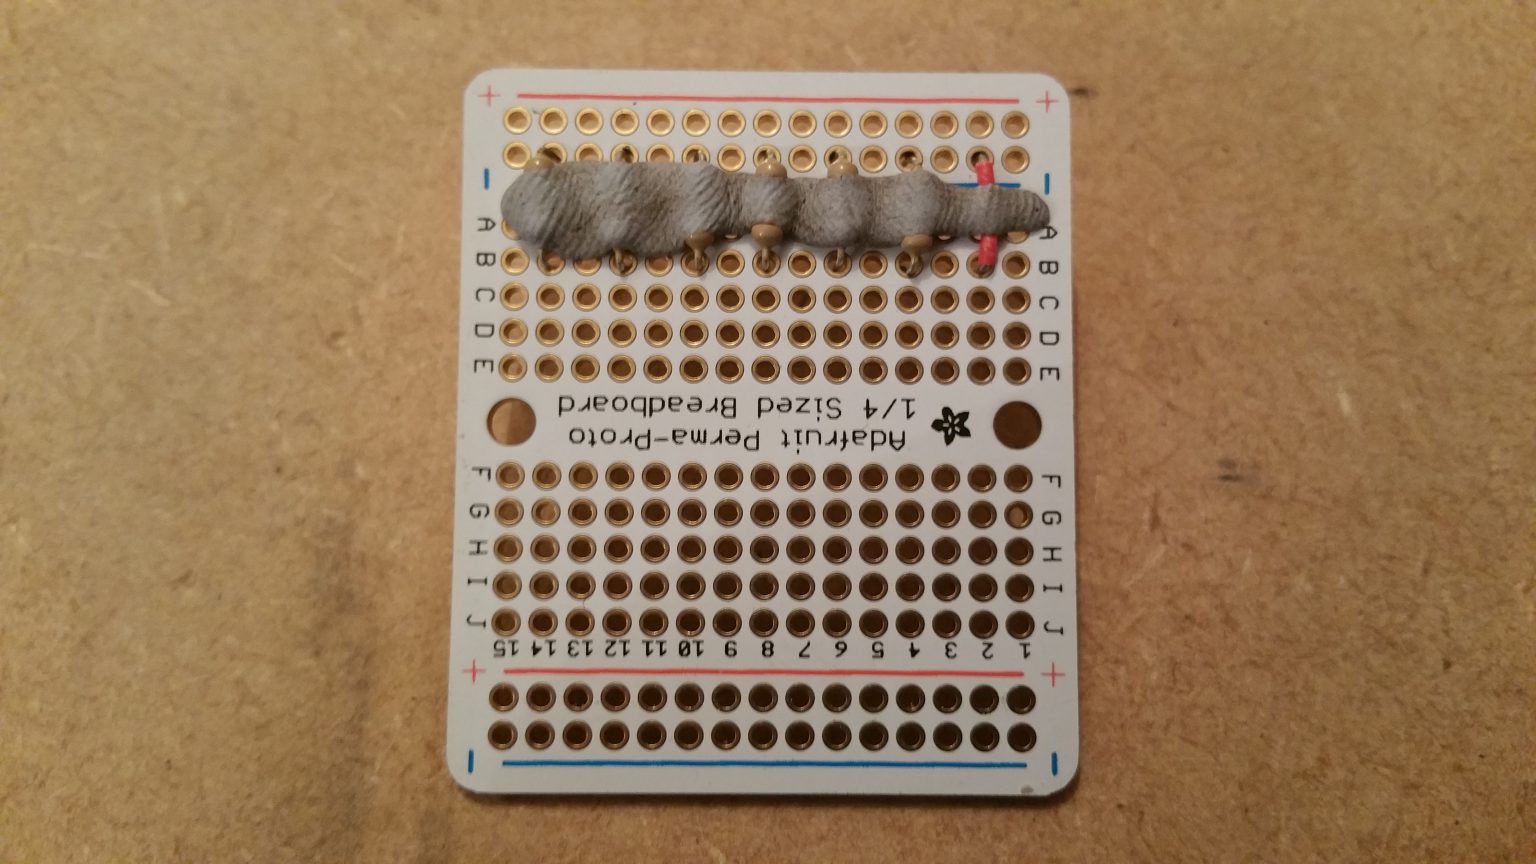 + +
- -
A A
B B
C C
D D
E E
Adafruit Perma-Proto
1/4 Sized Breadboard
F F
G G
H H
I I
J J
1 2 3 4 5 6 7 8 9 10 11 12 13 14 15
+ +
- -